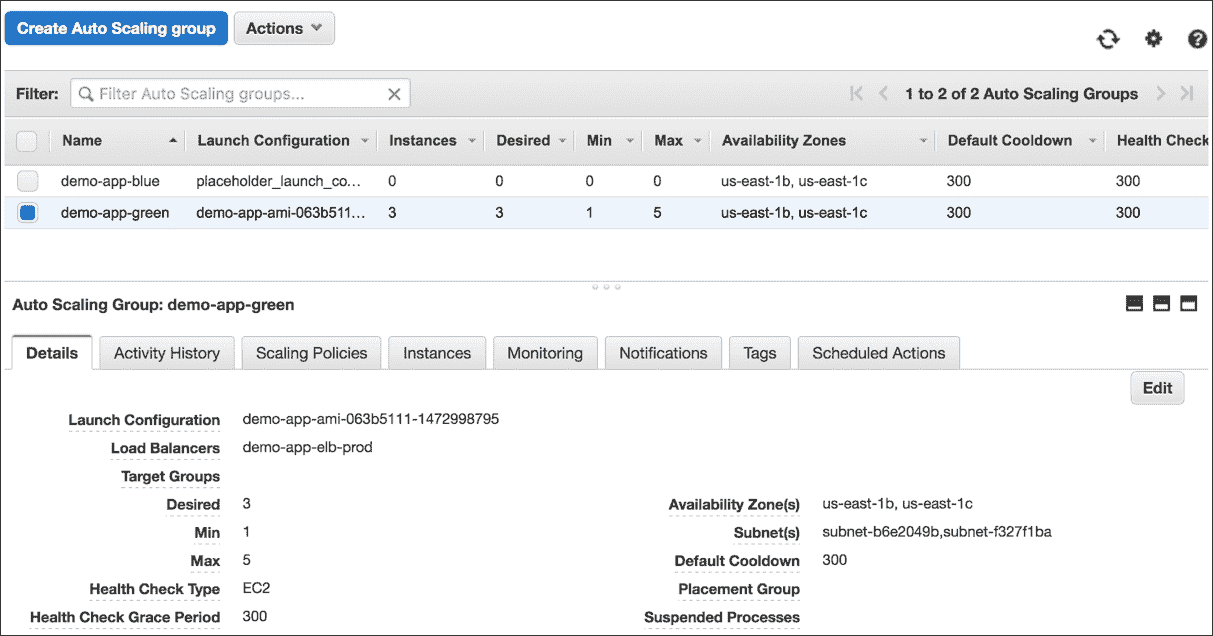 Create Auto Scaling group Actions
Filter: Filter Auto Scaling groups... 1 to 2 of 2 Auto Scaling Groups
Name Launch Configuration Instances Desired Min Max Availability Zones Default Cooldown Health Check
demo-app-blue placeholder_launch_co... 0 0 0 0 us-east-1b, us-east-1c 300 300
demo-app-green demo-app-ami-063b511... 3 3 1 5 us-east-1b, us-east-1c 300 300
Auto Scaling Group: demo-app-green
Details Activity History Scaling Policies Instances Monitoring Notifications Tags Scheduled Actions
Edit
Launch Configuration demo-app-ami-063b5111-1472998795
Load Balancers demo-app-elb-prod
Target Groups
Desired 3 Availability Zone(s) us-east-1b, us-east-1c
Min 1 Subnet(s) subnet-b6e2049b,subnet-f327f1ba
Max 5 Default Cooldown 300
Health Check Type EC2 Placement Group
Health Check Grace Period 300 Suspended Processes